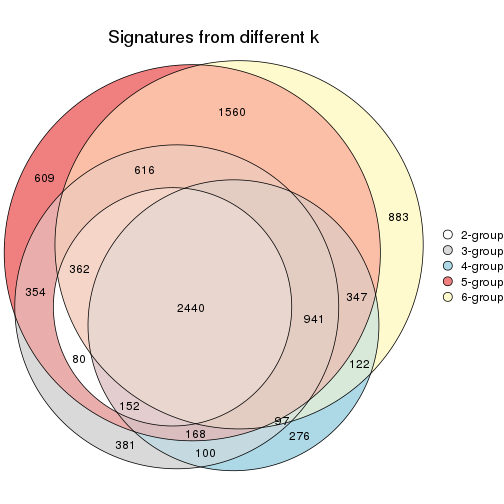 Signatures from different k
1560
616
609
883
2-group
3-group
4-group
5-group
6-group
362
354
347
2440
941
80
122
152
97
168
276
381
100